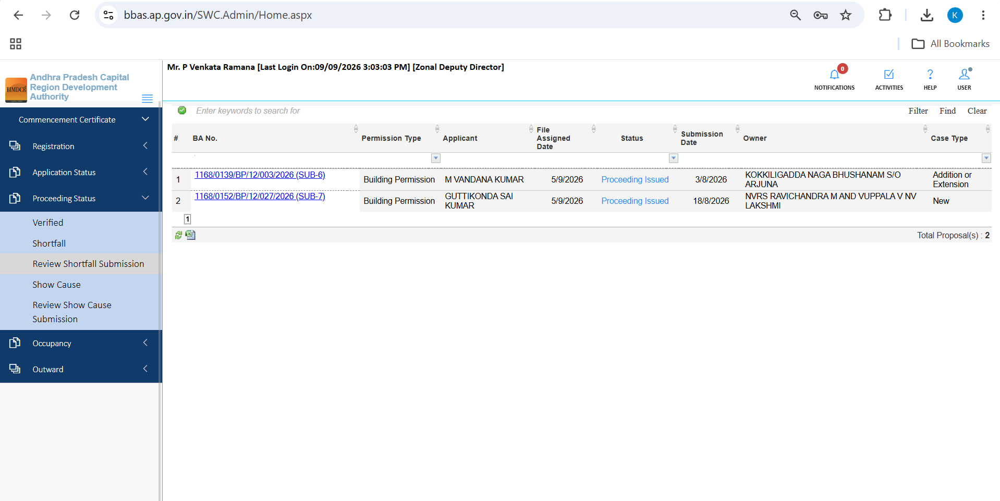 bbas.ap.gov.in/SWC.Admin/Home.aspx
K
All Bookmarks
BIMDCR
Andhra Pradesh Capital
Region Development
Authority
Mr. P Venkata Ramana [Last Login On:09/09/2026 3:03:03 PM] [Zonal Deputy Director]
0
NOTIFICATIONS
ACTIVITIES
?
HELP
USER
Commencement Certificate
Registration
Application Status
Proceeding Status
Verified
Shortfall
Review Shortfall Submission
Show Cause
Review Show Cause
Submission
Occupancy
Outward
Enter keywords to search for
Filter Find Clear
# BA No. Permission Type Applicant File Assigned Date Status Submission Date Owner Case Type
1 1168/0139/BP/12/003/2026 (SUB-6) Building Permission M VANDANA KUMAR 5/9/2026 Proceeding Issued 3/8/2026 KOKKILIGADDA NAGA BHUSHANAM S/O ARJUNA Addition or Extension
2 1168/0152/BP/12/027/2026 (SUB-7) Building Permission GUTTIKONDA SAI KUMAR 5/9/2026 Proceeding Issued 18/8/2026 NVRS RAVICHANDRA M AND VUPPALA V NV LAKSHMI New
1
Total Proposal(s) : 2